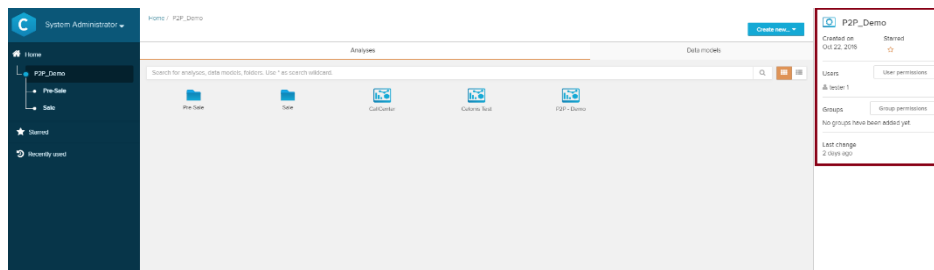 C
System Administrator
Home / P2P_Demo
Create new...
Home
P2P_Demo
Pre-Sale
Sale
Starred
Recently used
Analyses
Data models
Search for analyses, data models, folders. Use * as search wildcard.
Pre Sale
Sale
CallCenter
Celonis Test
P2P - Demo
P2P_Demo
Created on
Starred
Oct 22, 2016
Users
User permissions
tester 1
Groups
Group permissions
No groups have been added yet
Last change
2 days ago